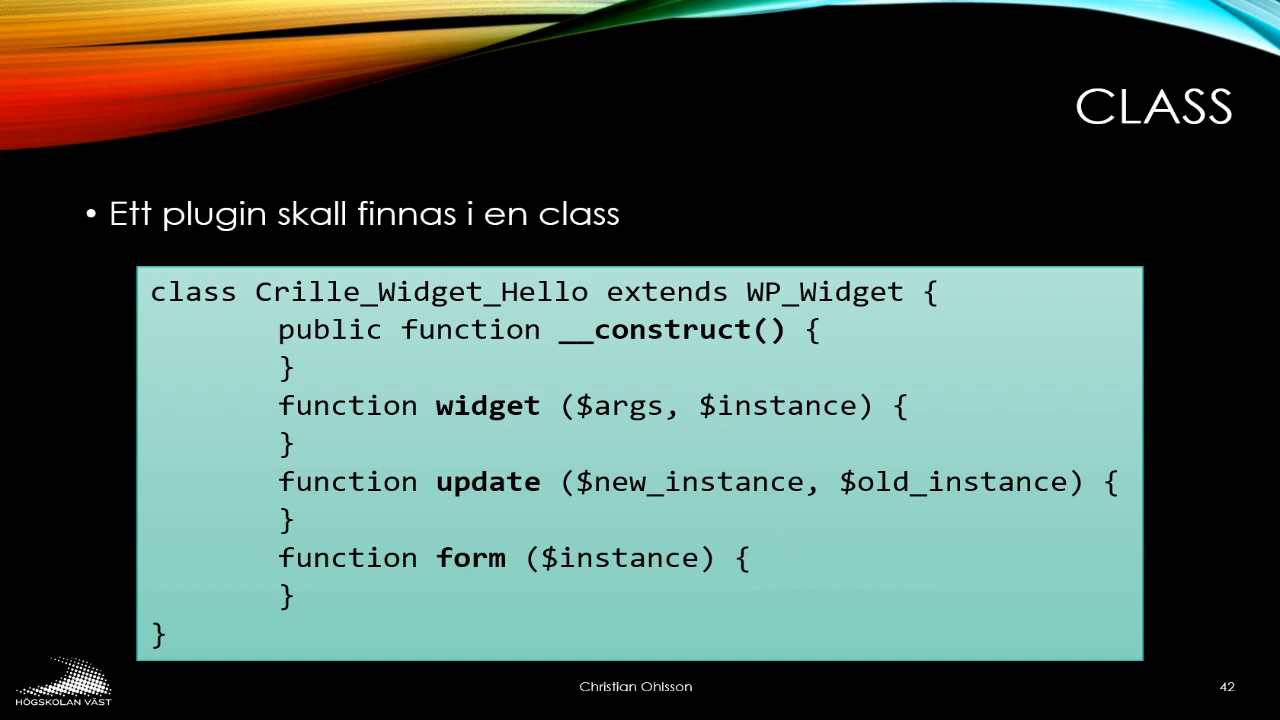 CLASS
• Ett plugin skall finnas i en class
class Crille_Widget_Hello extends WP_Widget {
public function __construct() {
}
function widget ($args, $instance) {
}
function update ($new_instance, $old_instance) {
}
function form ($instance) {
}
}
HÖGSKOLAN VÄST
Christian Ohlsson
42